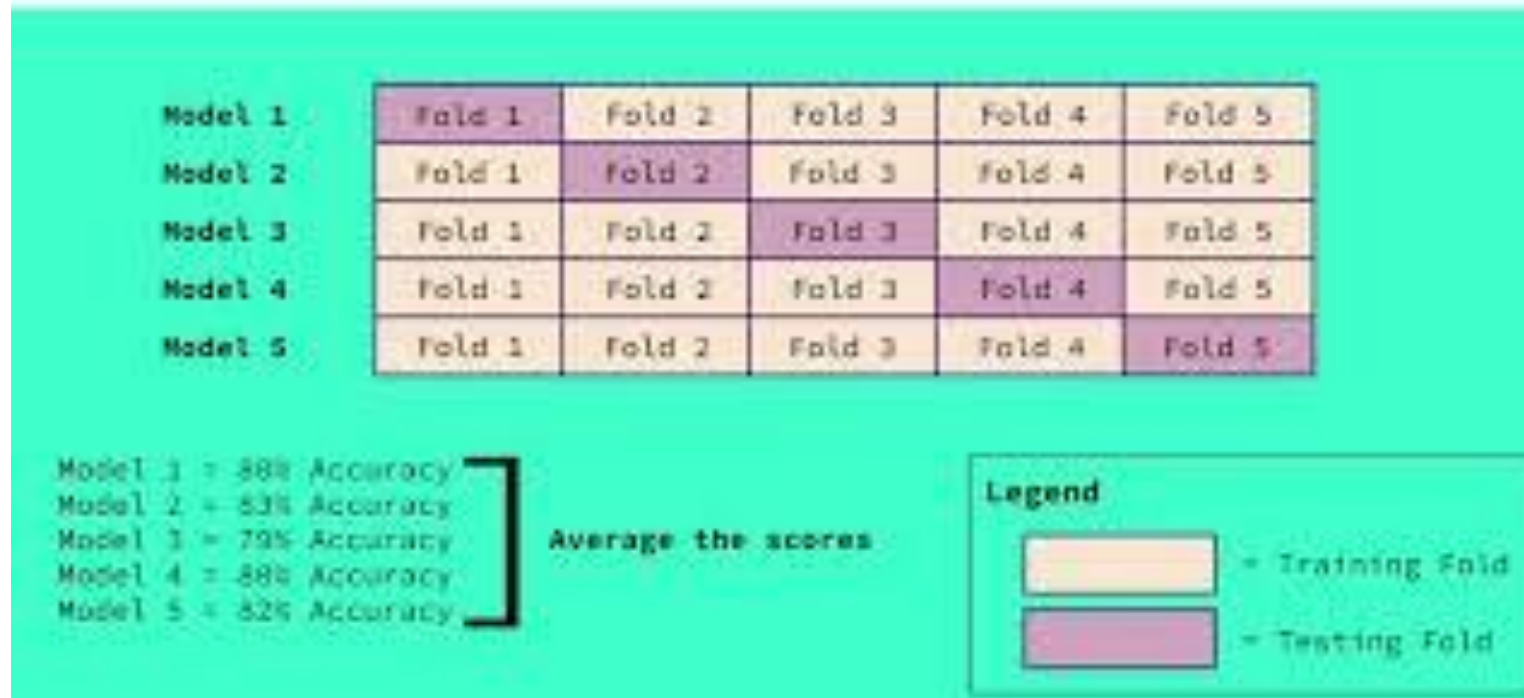 Model 1 Fold 1 Fold 2 Fold 3 Fold 4 Fold 5
Model 2 Fold 1 Fold 2 Fold 3 Fold 4 Fold 5
Model 3 Fold 1 Fold 2 Fold 3 Fold 4 Fold 5
Model 4 Fold 1 Fold 2 Fold 3 Fold 4 Fold 5
Model 5 Fold 1 Fold 2 Fold 3 Fold 4 Fold 5
Model 1 = Accuracy
Model 2 = Accuracy
Model 3 = 79% Accuracy
Model 4 = Accuracy
Model 5 = 82% Accuracy
Average the scores
Legend
= Training Fold
= Testing Fold